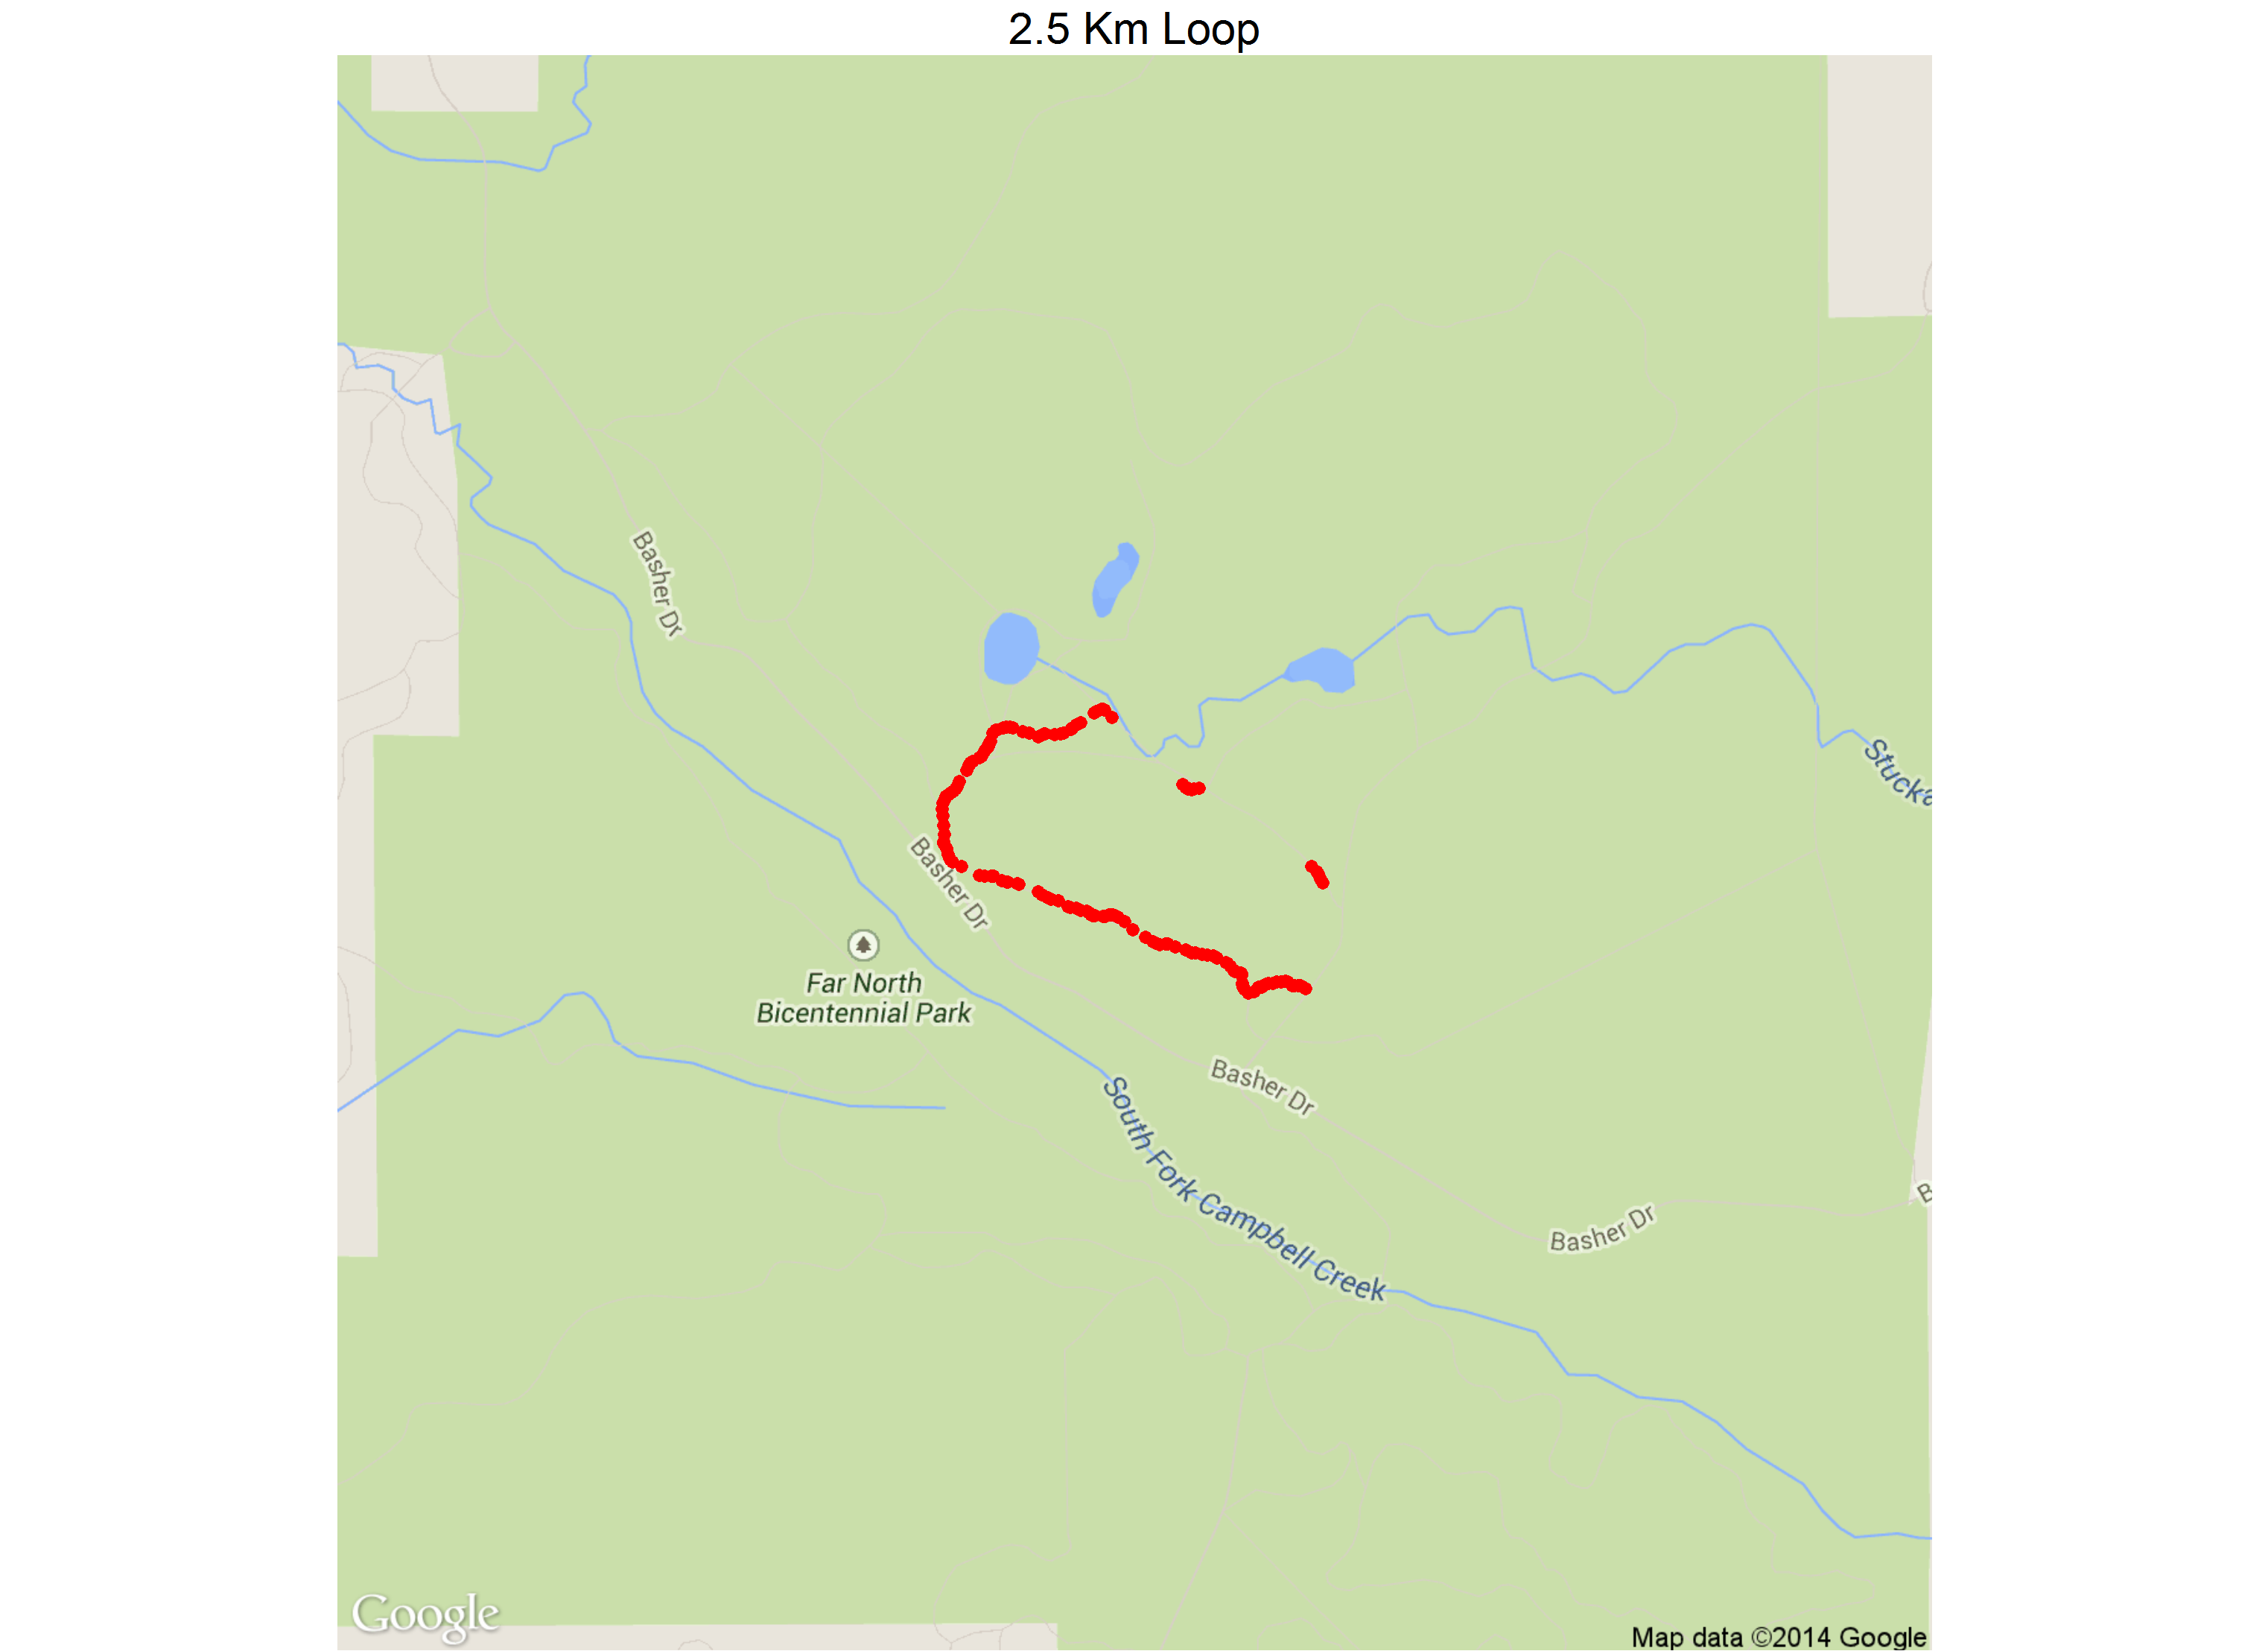 2.5 Km Loop
Basher Dr
Stucka
Basher Dr
Far North
Bicentennial Park
Basher Dr
South Fork Campbell Creek
B
Basher Dr
Google
Map data ©2014 Google